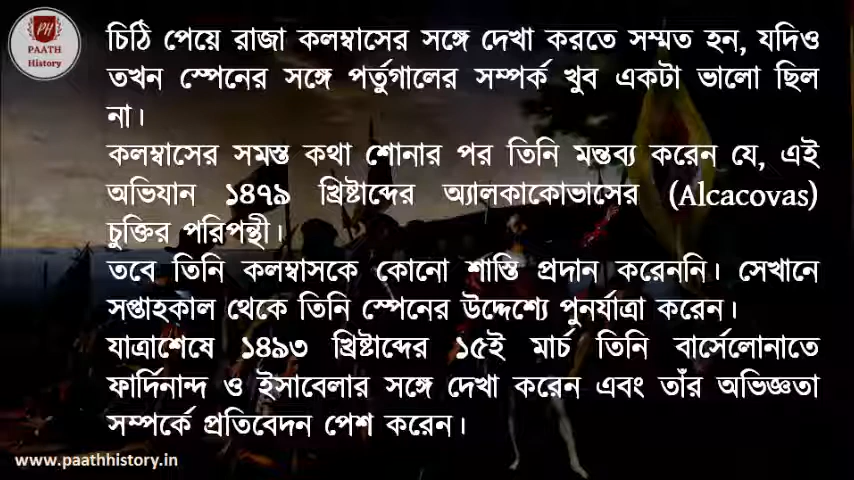 PH
PAATH
History
চিঠি পেয়ে রাজা কলম্বাসের সঙ্গে দেখা করতে সম্মত হন, যদিও
তখন স্পেনের সঙ্গে পর্তুগালের সম্পর্ক খুব একটা ভালো ছিল
না।
কলম্বাসের সমস্ত কথা শোনার পর তিনি মন্তব্য করেন যে, এই
অভিযান ১৪৭৯ খ্রিষ্টাব্দের অ্যালকাকোভাসের (Alcacovas)
চুক্তির পরিপন্থী।
তবে তিনি কলম্বাসকে কোনো শাস্তি প্রদান করেননি। সেখানে
সপ্তাহকাল থেকে তিনি স্পেনের উদ্দেশ্যে পুনর্যাত্রা করেন।
যাত্রাশেষে ১৪৯৩ খ্রিষ্টাব্দের ১৫ই মার্চ তিনি বার্সেলোনাতে
ফার্দিনান্দ ও ইসাবেলার সঙ্গে দেখা করেন এবং তাঁর অভিজ্ঞতা
সম্পর্কে প্রতিবেদন পেশ করেন।
www.paathhistory.in